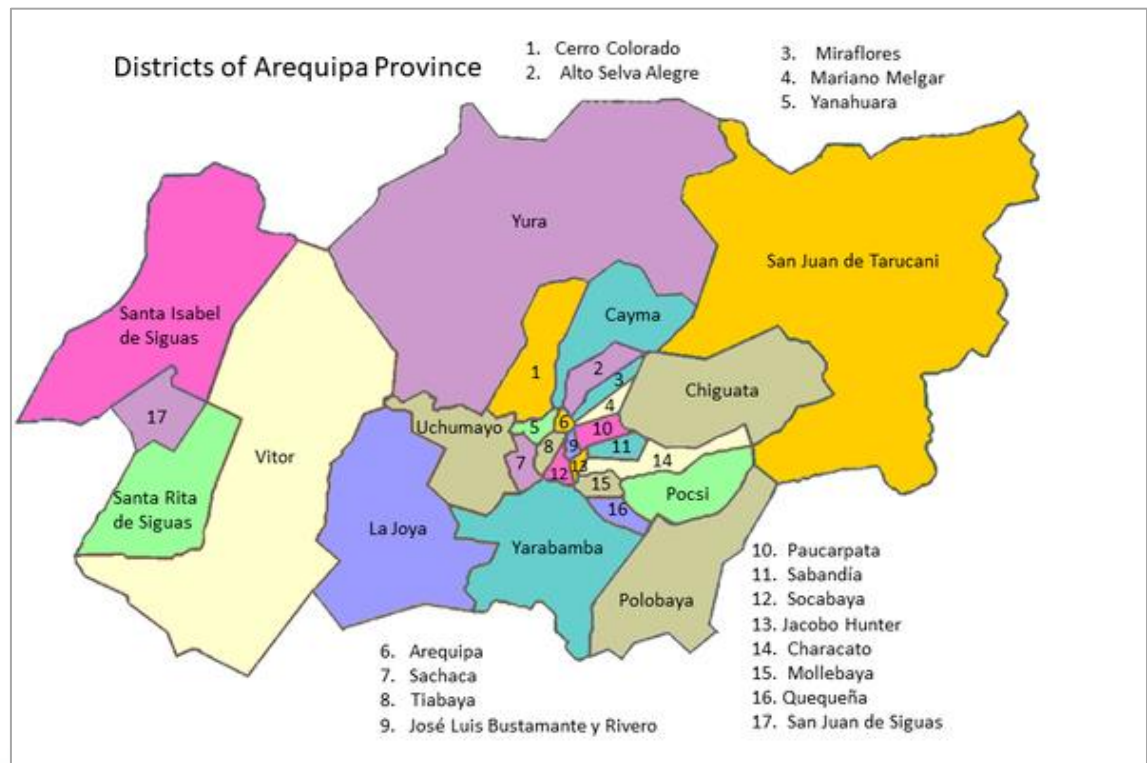 Districts of Arequipa Province
1. Cerro Colorado
2. Alto Selva Alegre
3. Miraflores
4. Mariano Melgar
5. Yanahuara
Yura
San Juan de Tarucani
Santa Isabel
de Siguas
Cayma
1
2
3
4
Chiguata
17
Uchumayo
5
6
10
9
8
11
7
12
13
14
15
16
Pocsi
Vitor
Santa Rita
de Siguas
La Joya
Yarabamba
Polobaya
6. Arequipa
7. Sachaca
8. Tiabaya
9. José Luis Bustamante y Rivero
10. Paucarpata
11. Sabandía
12. Socabaya
13. Jacobo Hunter
14. Characato
15. Mollebaya
16. Quequeña
17. San Juan de Siguas